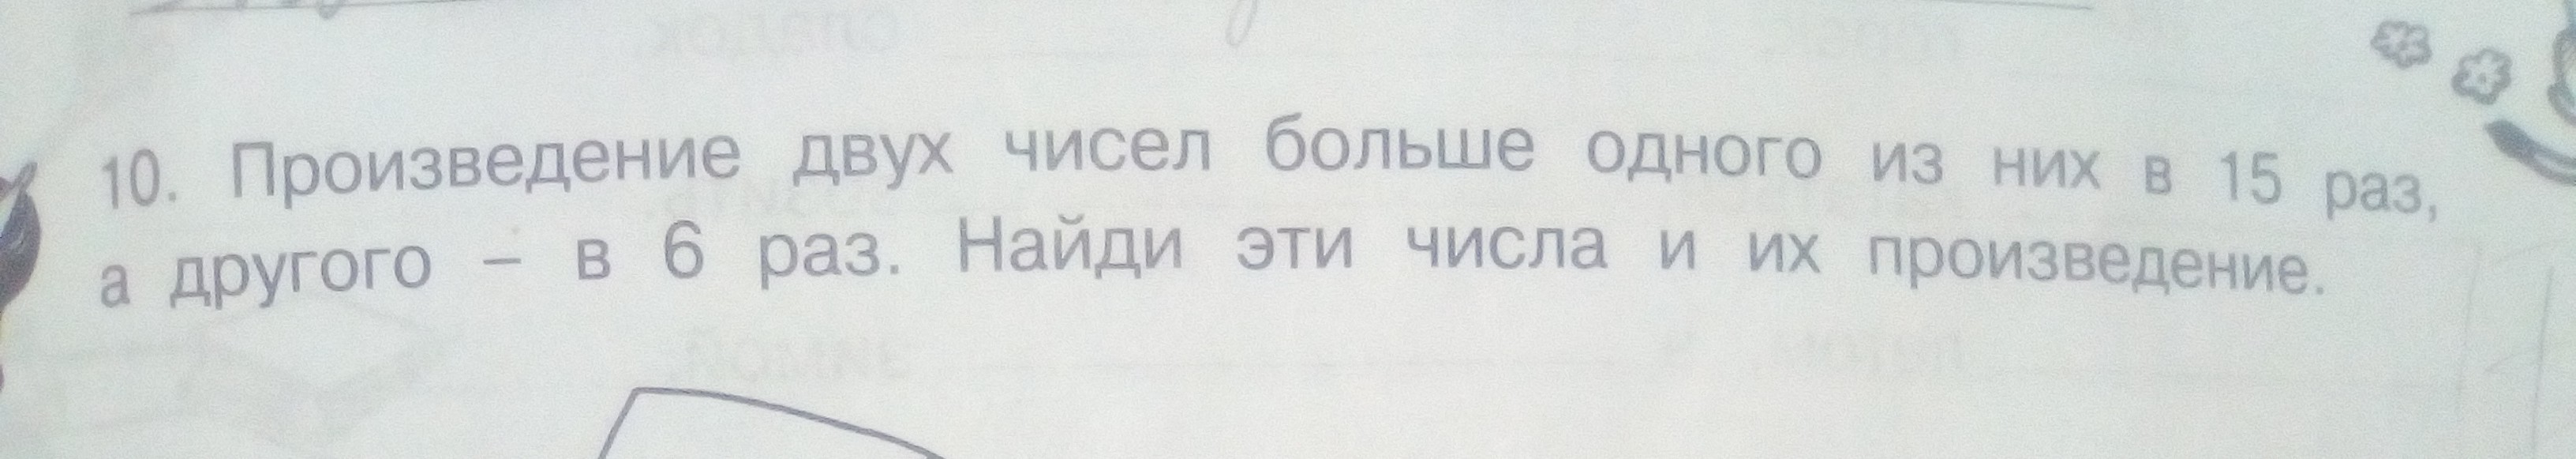 10. Произведение двух чисел больше одного из них в 15 раз,
а другого – в 6 раз. Найди эти числа и их произведение.